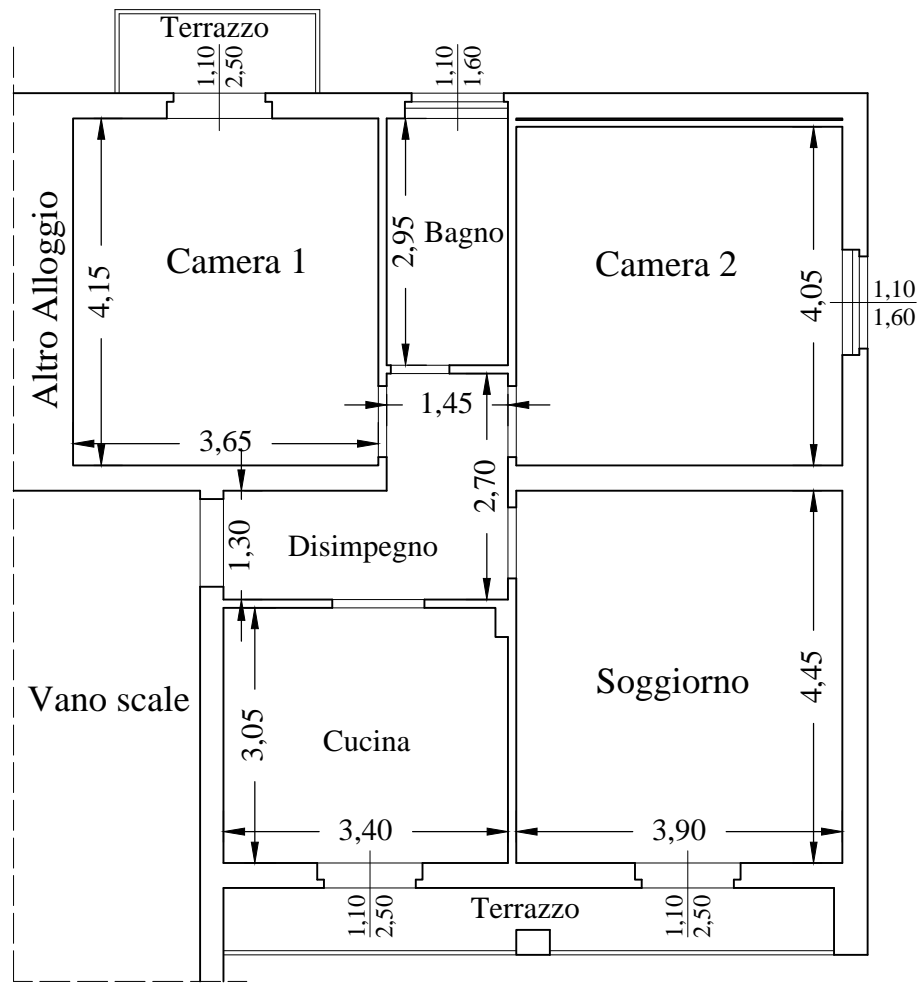 Terrazzo
1,10
2,50
1,10
1,60
Altro Alloggio
4,15
Camera 1
2,95
Bagno
Camera 2
4,05
1,10
1,60
3,65
1,45
2,70
1,30
Disimpegno
Vano scale
3,05
Cucina
3,40
Soggiorno
4,45
3,90
1,10
2,50
Terrazzo
1,10
2,50